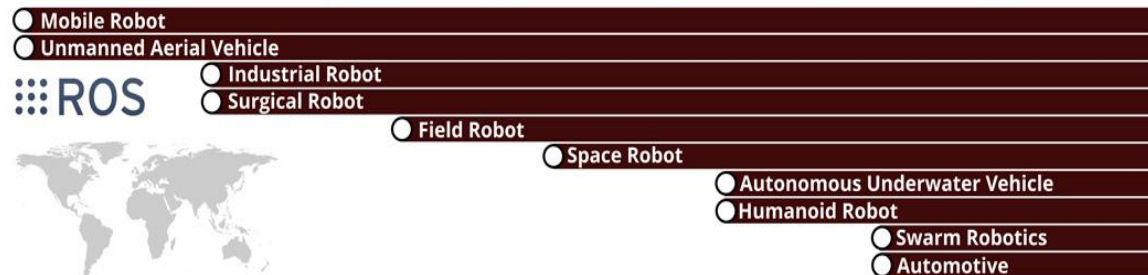 Mobile Robot
Unmanned Aerial Vehicle
Industrial Robot
ROS
Surgical Robot
Field Robot
Space Robot
Autonomous Underwater Vehicle
Humanoid Robot
Swarm Robotics
Automotive